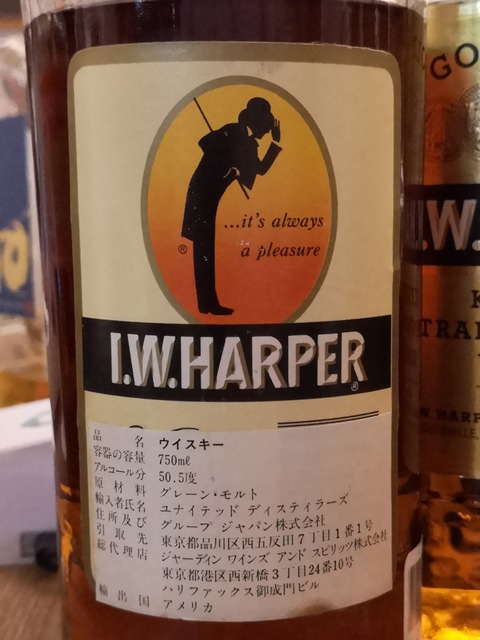 ...it's always
a pleasure
I.W.HARPER
品名 ウイスキー
容器の容量 750mℓ
アルコール分 50.5度
原材料 グレーン・モルト
輸入者氏名 ユナイテッド ディスティラーズ
住所及び グループ ジャパン株式会社
引取先 東京都品川区西五反田7丁目1番1号
総代理店 ジャーディン ワインズ アンド スピリッツ株式会社
東京都港区西新橋3丁目24番10号
ハリファックス御成門ビル
輸出国 アメリカ
GO
.W.
K
TRA